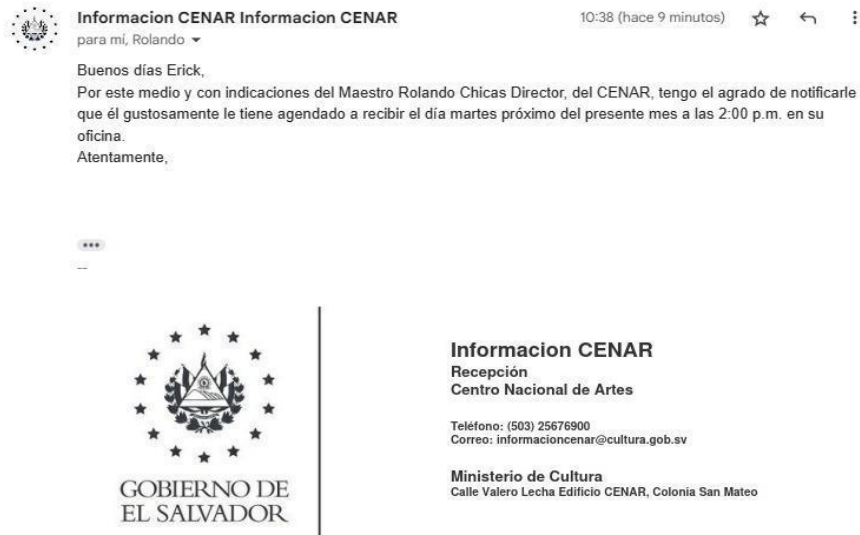 Informacion CENAR Informacion CENAR
10:38 (hace 9 minutos)
para mí, Rolando
Buenos días Erick,
Por este medio y con indicaciones del Maestro Rolando Chicas Director, del CENAR, tengo el agrado de notificarle
que él gustosamente le tiene agendado a recibir el día martes próximo del presente mes a las 2:00 p.m. en su
oficina.
Atentamente,
--
GOBIERNO DE
EL SALVADOR
Informacion CENAR
Recepción
Centro Nacional de Artes
Teléfono: (503) 25676900
Correo: informacioncenar@cultura.gob.sv
Ministerio de Cultura
Calle Valero Lecha Edificio CENAR, Colonia San Mateo